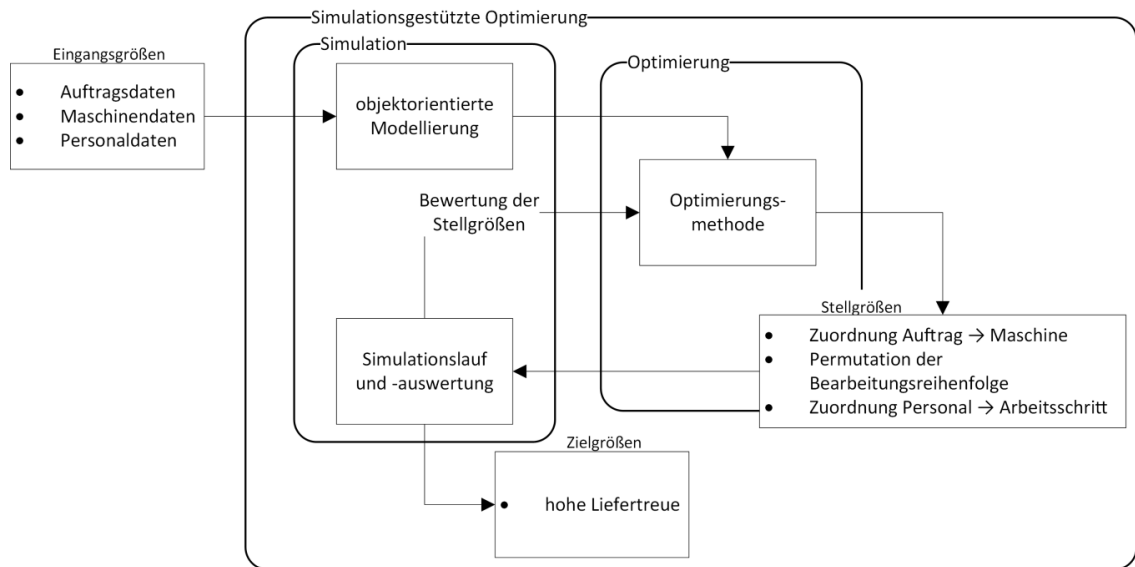 Simulationsgestützte Optimierung
Simulation
Eingangsgrößen
• Auftragsdaten
• Maschinendaten
• Personaldaten
objektorientierte
Modellierung
Optimierung
Bewertung der
Stellgrößen
Optimierungs-
methode
Stellgrößen
• Zuordnung Auftrag → Maschine
• Permutation der
Bearbeitungsreihenfolge
• Zuordnung Personal → Arbeitsschritt
Simulationslauf
und -auswertung
Zielgrößen
• hohe Liefertreue